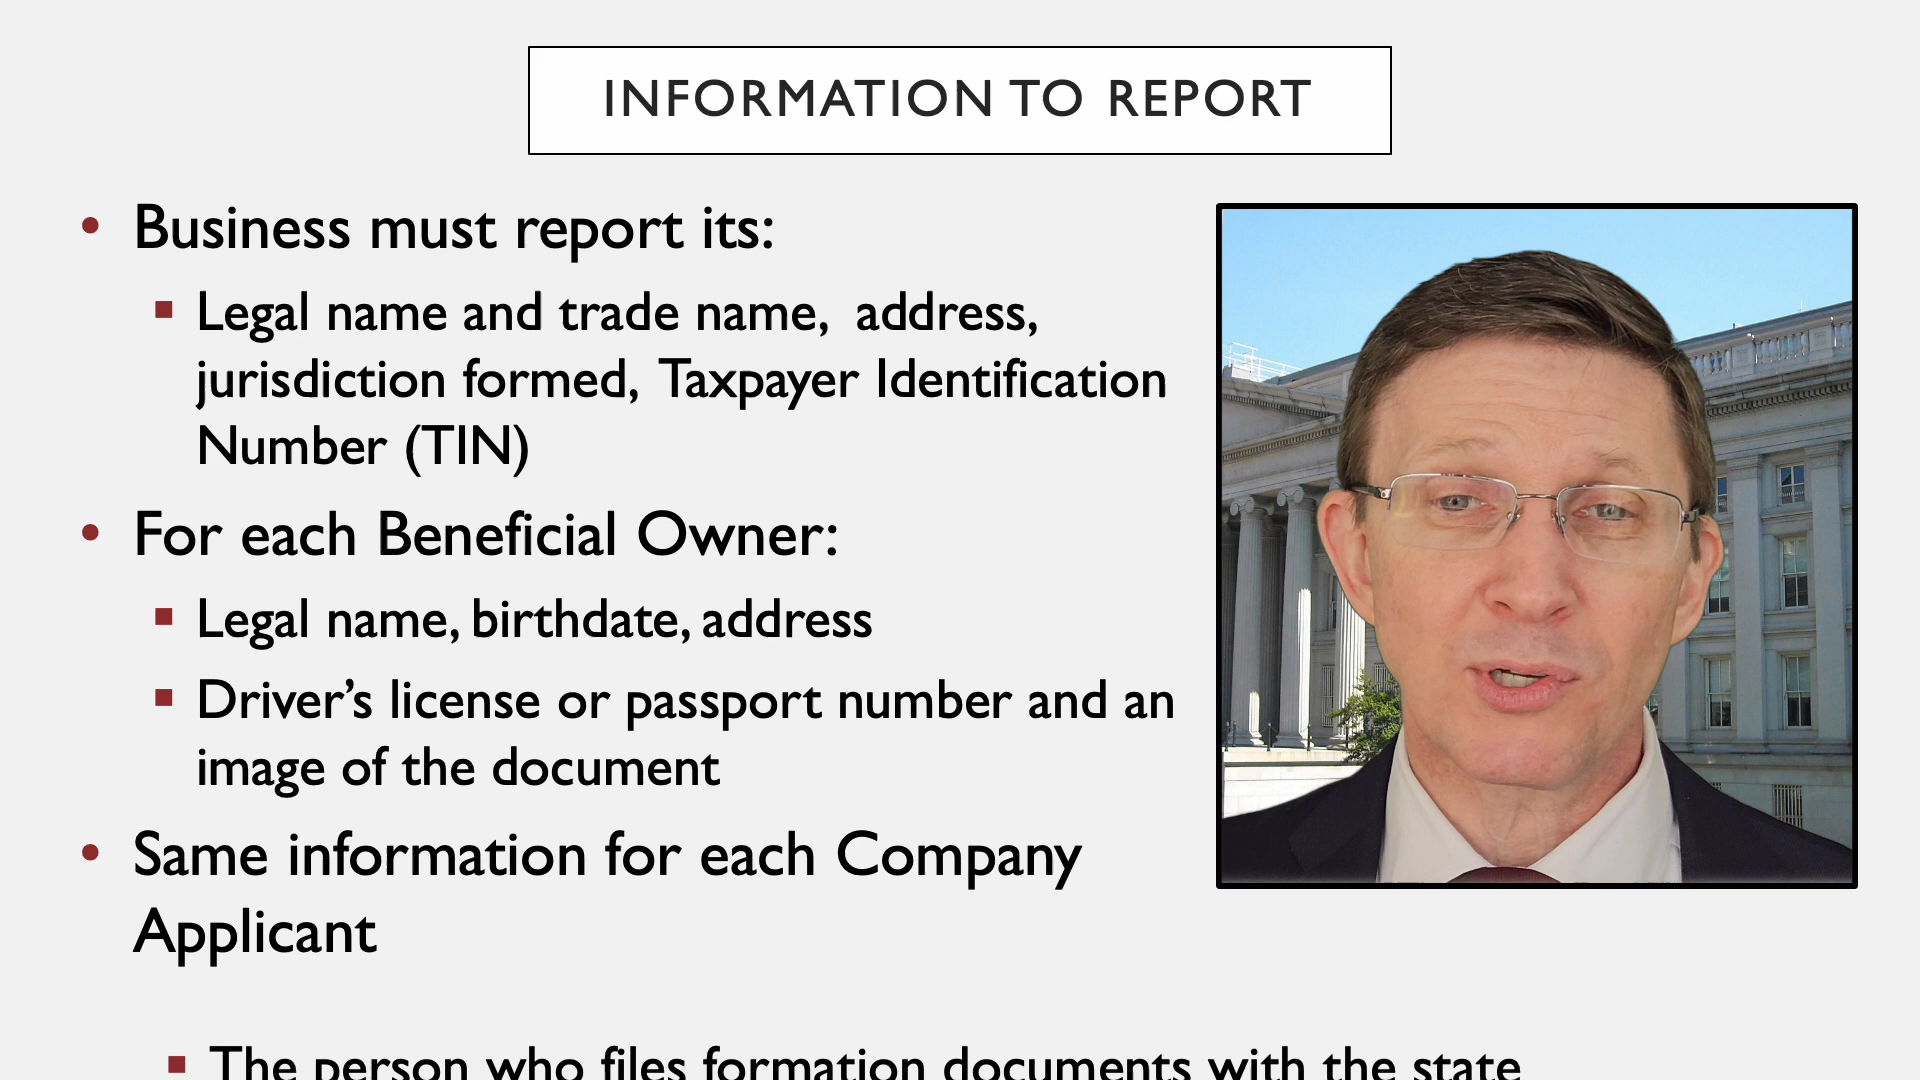 INFORMATION TO REPORT
Business must report its:
Legal name and trade name, address,
jurisdiction formed, Taxpayer Identification
Number (TIN)
For each Beneficial Owner:
Legal name, birthdate, address
Driver’s license or passport number and an
image of the document
Same information for each Company
Applicant
The person who files formation documents with the state